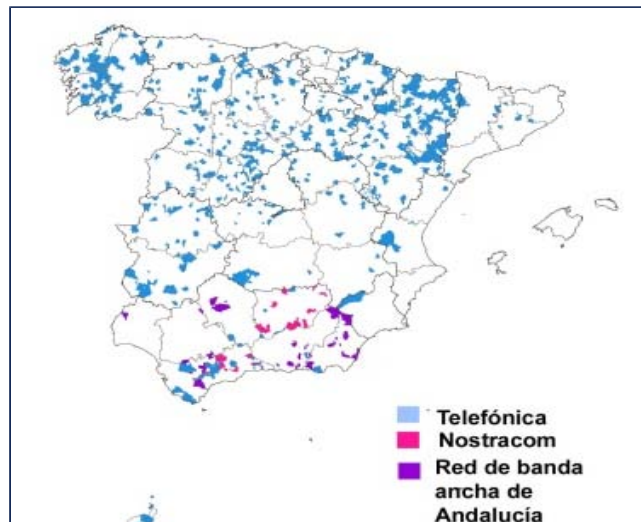 Telefónica
Nostracom
Red de banda
ancha de
Andalucía